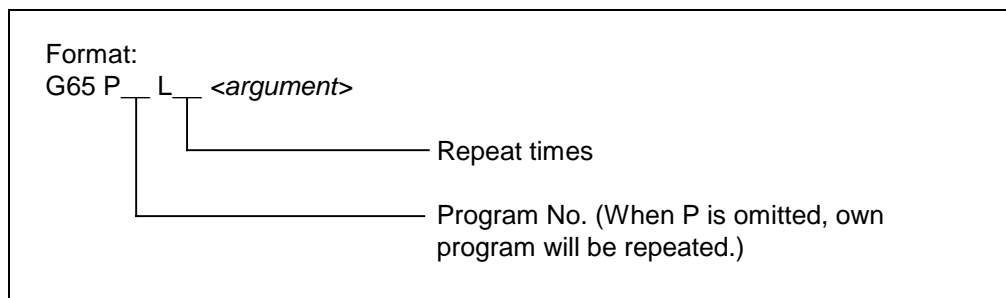 Format:
G65 P__ L__ <argument>
Repeat times
Program No. (When P is omitted, own
program will be repeated.)